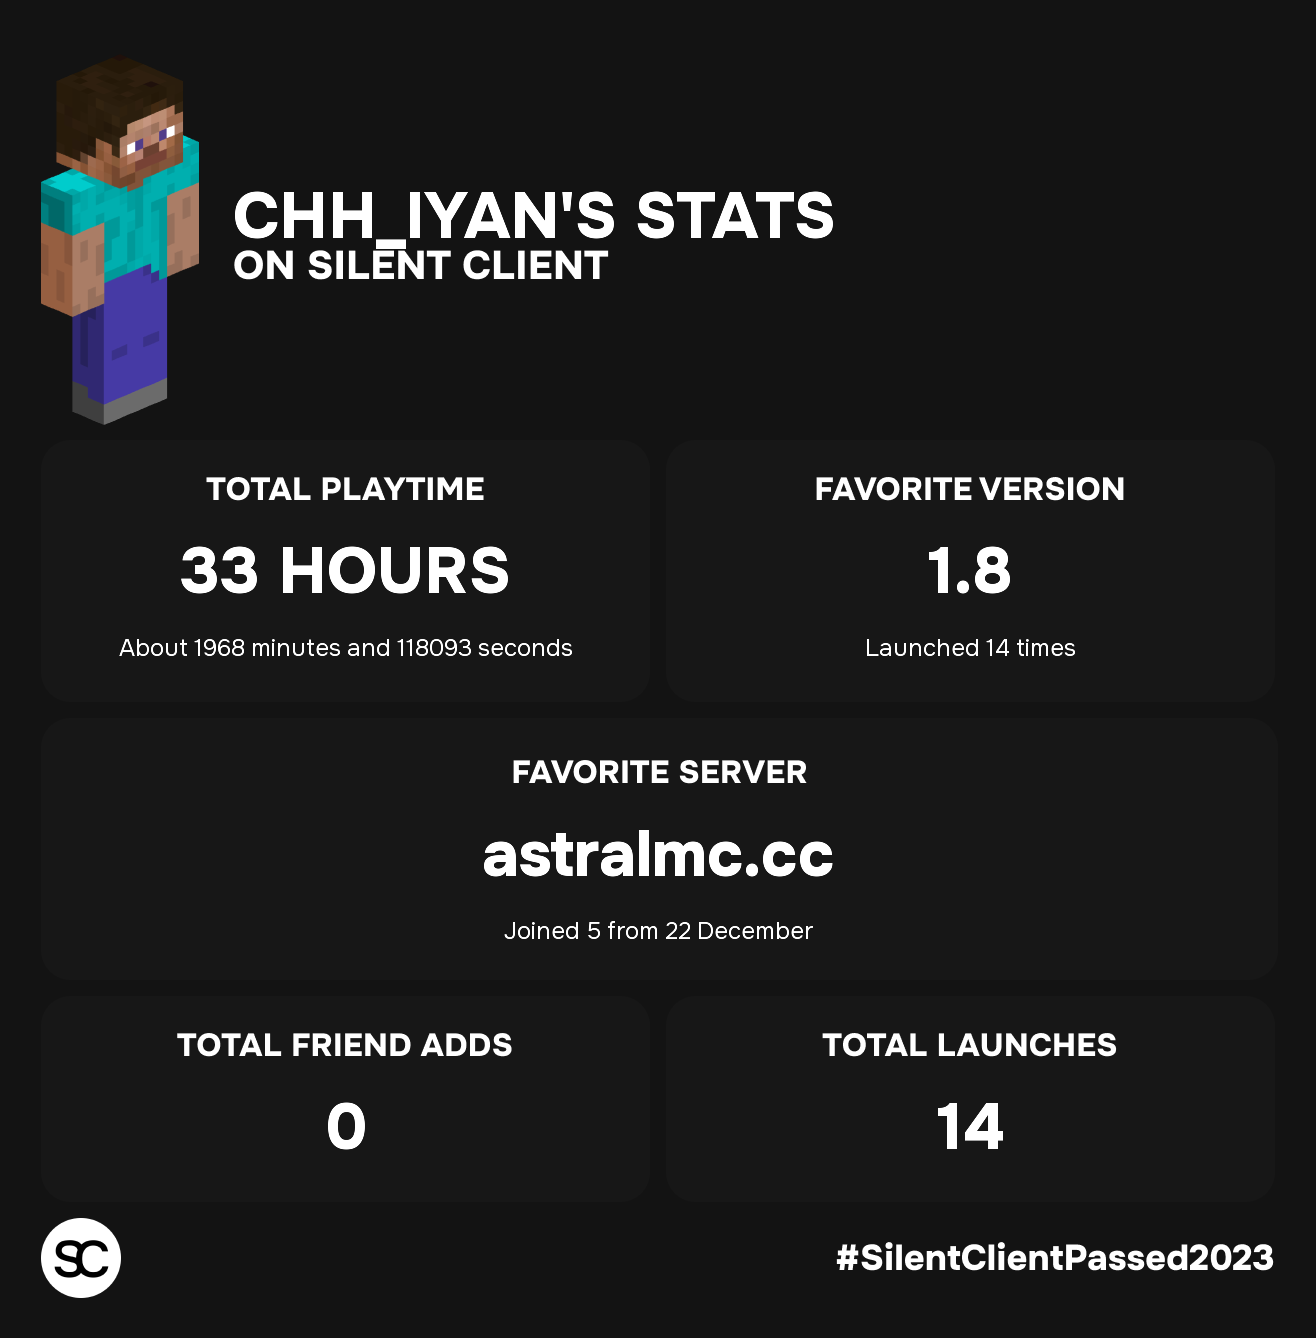 CHH_IYAN'S STATS
ON SILENT CLIENT
TOTAL PLAYTIME
33 HOURS
About 1968 minutes and 118093 seconds
FAVORITE VERSION
1.8
Launched 14 times
FAVORITE SERVER
astralmc.cc
Joined 5 from 22 December
TOTAL FRIEND ADDS
0
TOTAL LAUNCHES
14
SC
#SilentClientPassed2023